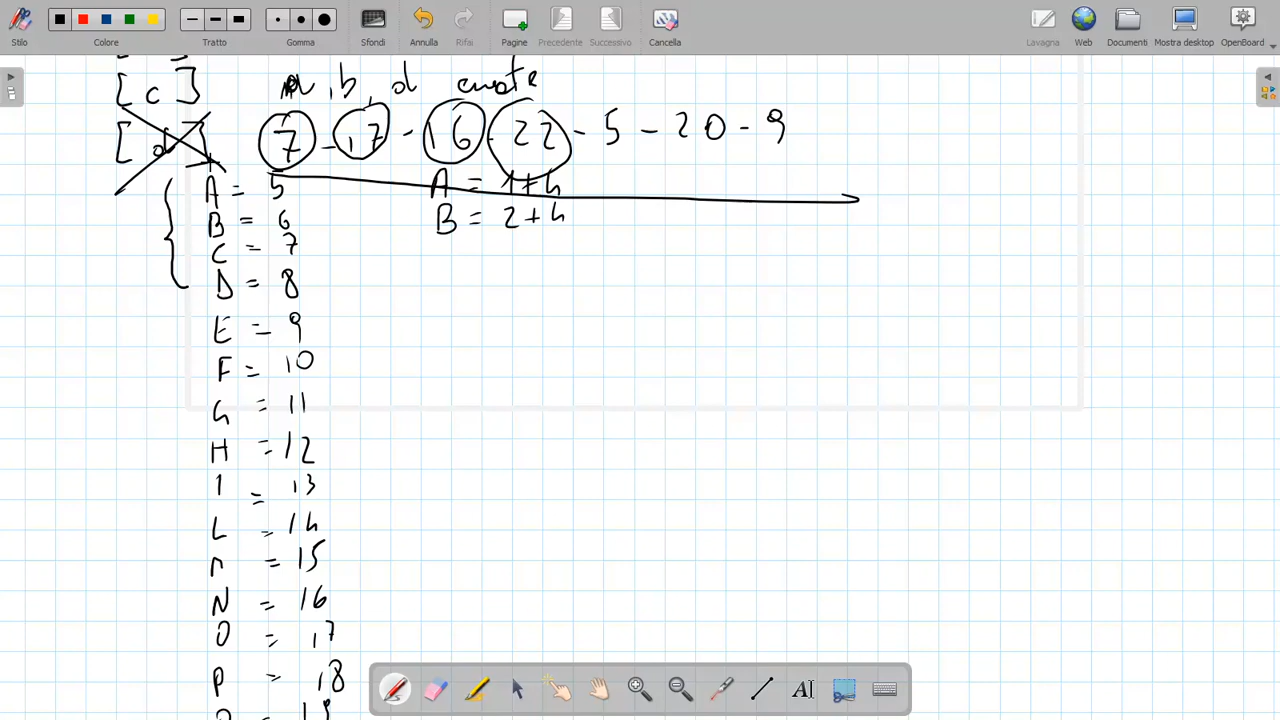 Stilo Colore Tratto Gomma Sfondi Annulla Rifai Pagine Precedente Successivo Cancella Lavagna Web Documenti Mostra desktop OpenBoard
[c] , b, d errate
[d] 7 - 17 - 16 - 22 - 5 - 20 - 9
A = 5 A = 1+4
B = 6 B = 2+4
C = 7
D = 8
E = 9
F = 10
G = 11
H = 12
I = 13
L = 14
M = 15
N = 16
O = 17
P = 18